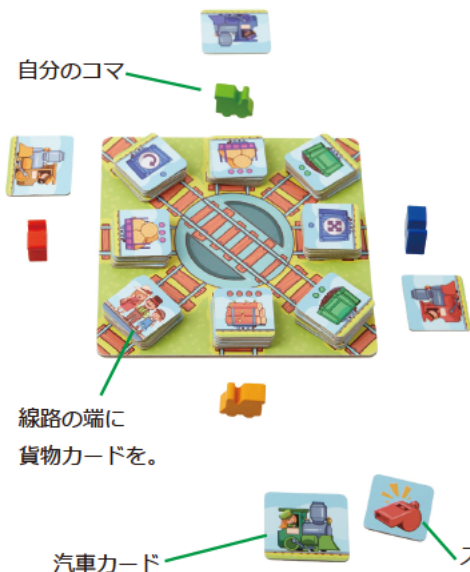 自分のコマ
線路の端に
貨物カードを。
汽車カード